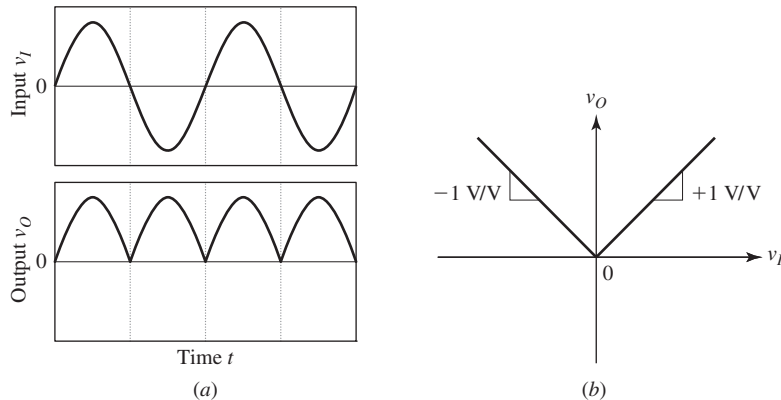 Input v_I
0
Output v_O
0
Time t
(a)
v_O
−1 V/V
+1 V/V
0
v_I
(b)